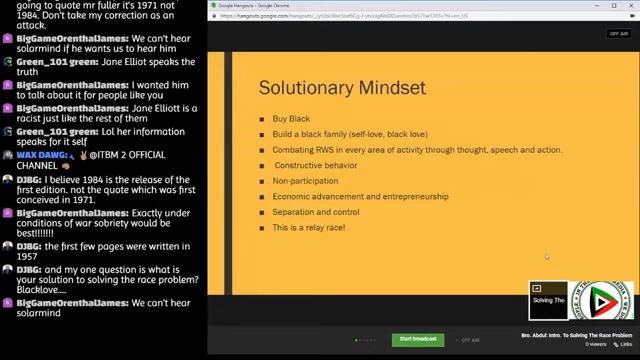 going to quote mr fuller it's 1971 not
1984. Don't take my correction as an
attack.
BigGameOrenthalJames: We can't hear
solarmind if he wants us to hear him
Green_101 green: Jane Elliot speaks the
truth
BigGameOrenthalJames: I wanted him
to talk about it for people like you
BigGameOrenthalJames: Jane Elliott is a
racist just like the rest of them
Green_101 green: Lol her information
speaks for it self
WAX DAWG: @ITBM 2 OFFICIAL
CHANNEL
DJBG: I believe 1984 is the release of the
first edition. not the quote which was first
conceived in 1971.
BigGameOrenthalJames: Exactly under
conditions of war sobriety would be
best!!!!!!!
DJBG: the first few pages were written in
1957
DJBG: and my one question is what is
your solution to solving the race problem?
Blacklove....
BigGameOrenthalJames: We can't hear
solarmind
Google Hangouts - Google Chrome
OFF AIR
Solutionary Mindset
Buy Black
Build a black family (self-love, black love)
Combating RWS in every area of activity through thought, speech and action.
Constructive behavior
Non-participation
Economic advancement and entrepreneurship
Separation and control
This is a relay race!
Solving The
Start broadcast
OFF AIR
Bro. Abdul: Intro. To Solving The Race Problem
0 viewers
Links